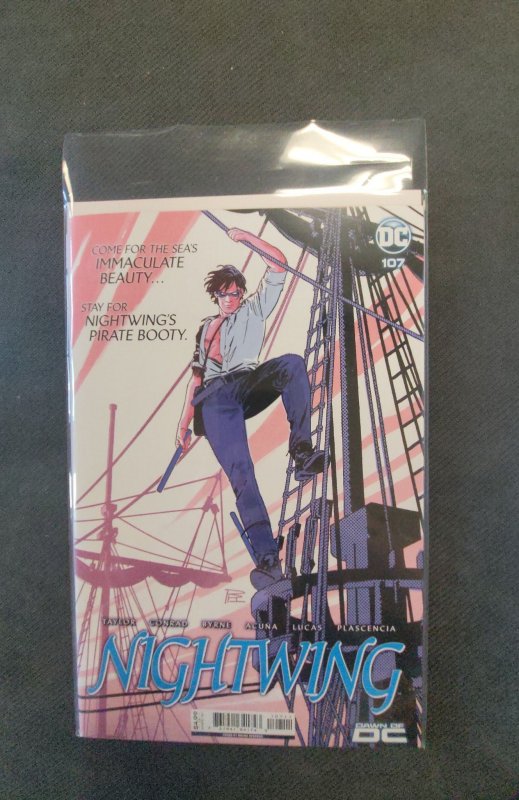 COME FOR THE SEA'S
IMMACULATE
BEAUTY...
STAY FOR
NIGHTWING'S
PIRATE BOOTY.
DC
107
TAYLOR CONRAD BYRNE ACUÑA LUCAS PLASCENCIA
NIGHTWING
DAWN OF
DC